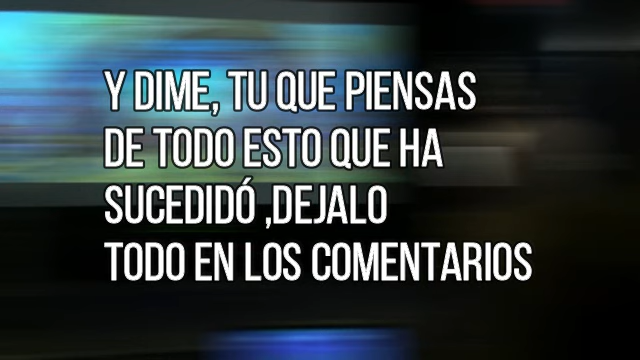 Y DIME, TU QUE PIENSAS
DE TODO ESTO QUE HA
SUCEDIDÓ ,DEJALO
TODO EN LOS COMENTARIOS